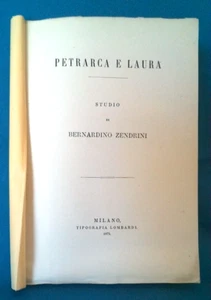 PETRARCA E LAURA
STUDIO
DI
BERNARDINO ZENDRINI
MILANO,
TIPOGRAFIA LOMBARDA